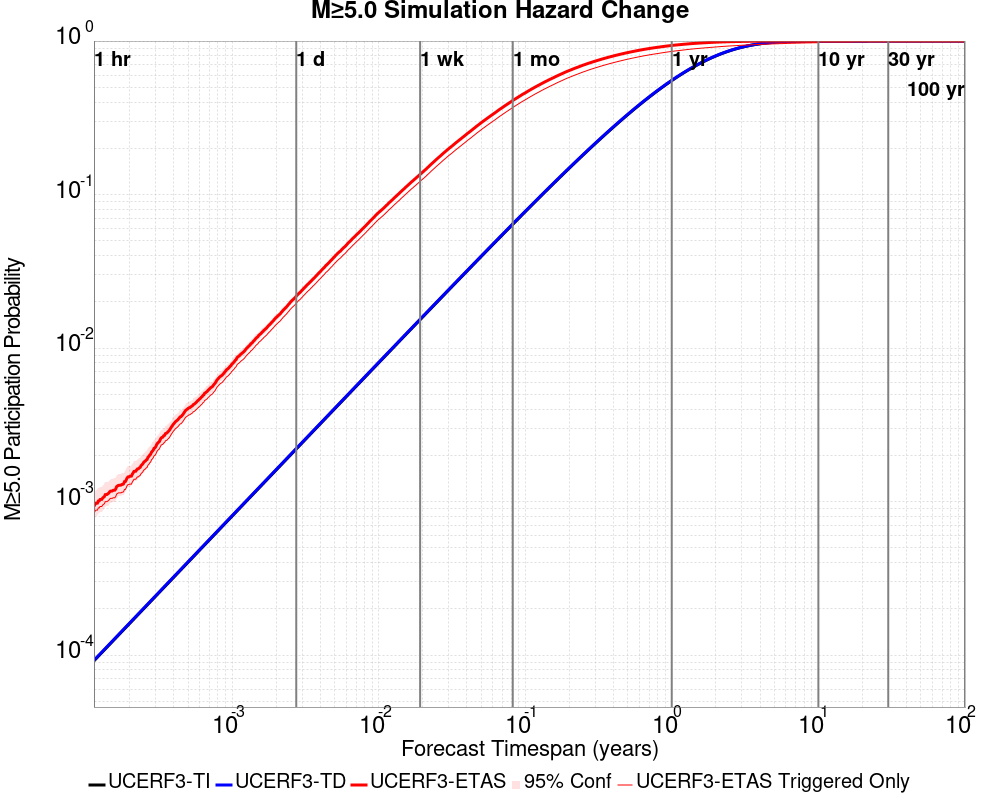 M≥5.0 Simulation Hazard Change
10^0
1 hr
1 d
1 wk
1 mo
1 yr
10 yr
30 yr
100 yr
10^-1
10^-2
10^-3
10^-4
M≥5.0 Participation Probability
10^-3
10^-2
10^-1
10^0
10^1
10^2
Forecast Timespan (years)
UCERF3-TI UCERF3-TD UCERF3-ETAS 95% Conf UCERF3-ETAS Triggered Only